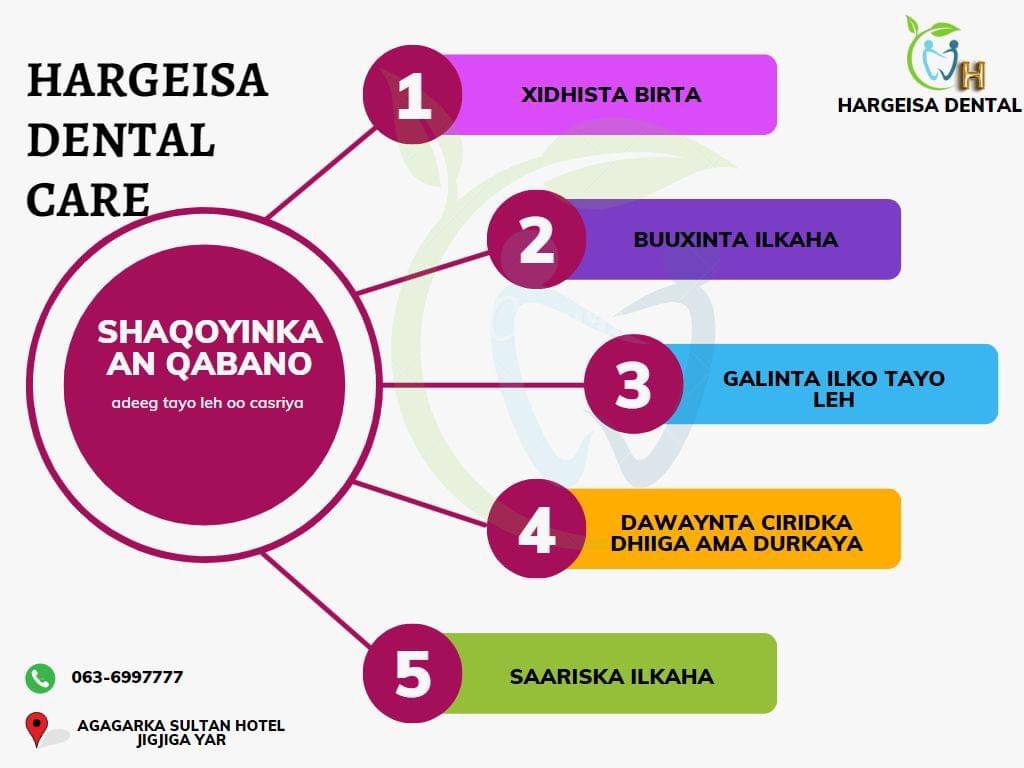 HARGEISA
DENTAL
CARE
H
HARGEISA DENTAL
1
XIDHISTA BIRTA
2
BUUXINTA ILKAHA
SHAQOYINKA
AN QABANO
adeeg tayo leh oo casriya
3
GALINTA ILKO TAYO
LEH
4
DAWAYNTA CIRIDKA
DHIIGA AMA DURKAYA
5
SAARISKA ILKAHA
063-6997777
AGAGARKA SULTAN HOTEL
JIGJIGA YAR